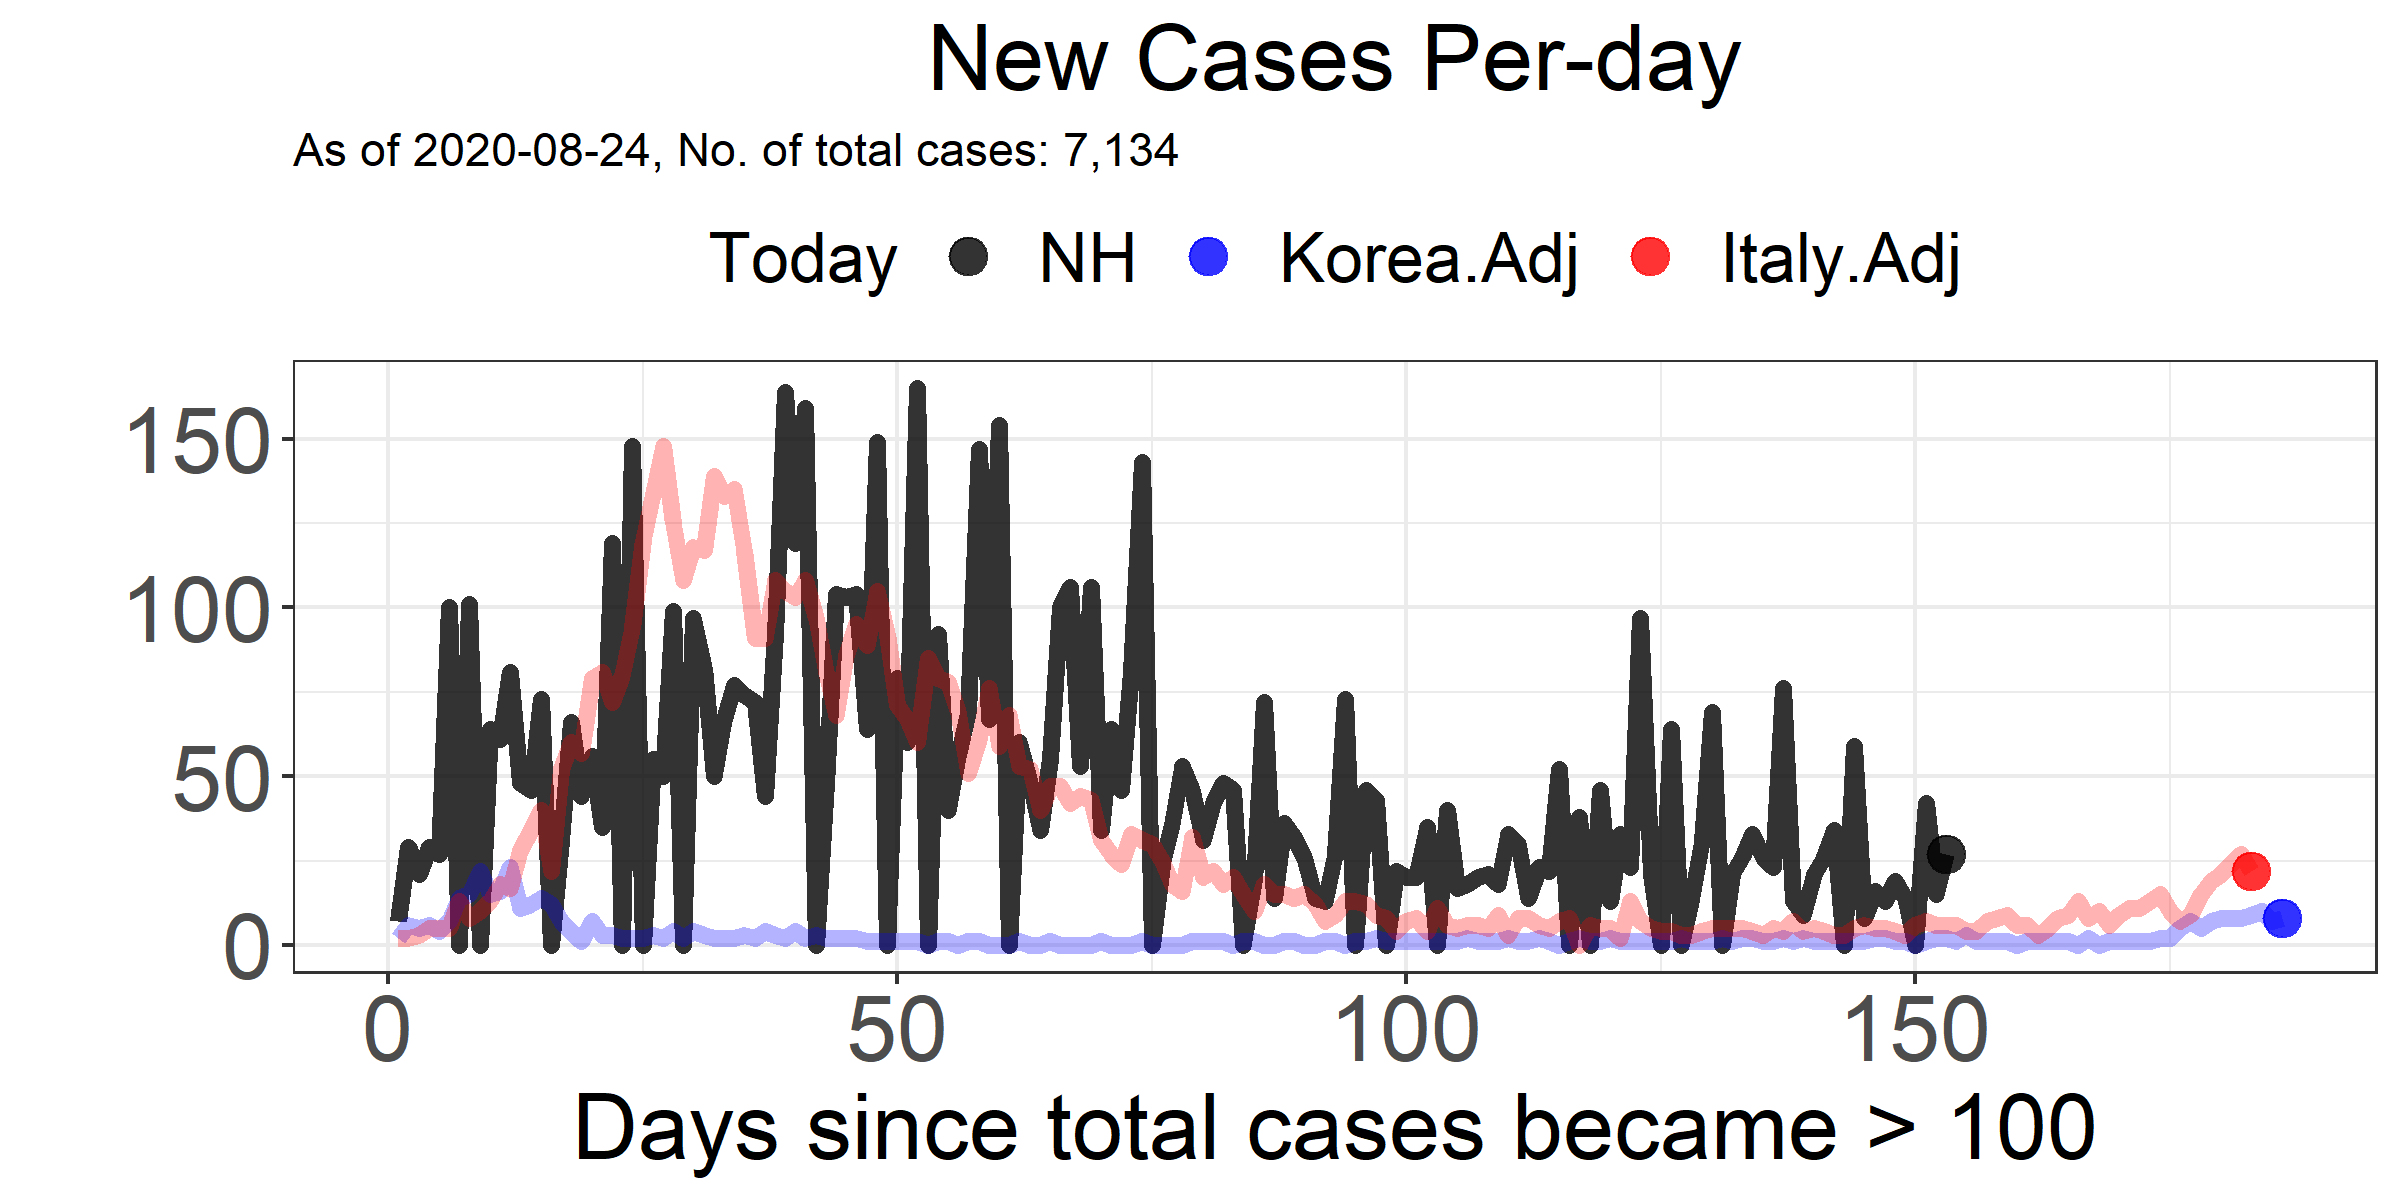 New Cases Per-day
As of 2020-08-24, No. of total cases: 7,134
Today NH Korea.Adj Italy.Adj
150
100
50
0
0 50 100 150
Days since total cases became > 100